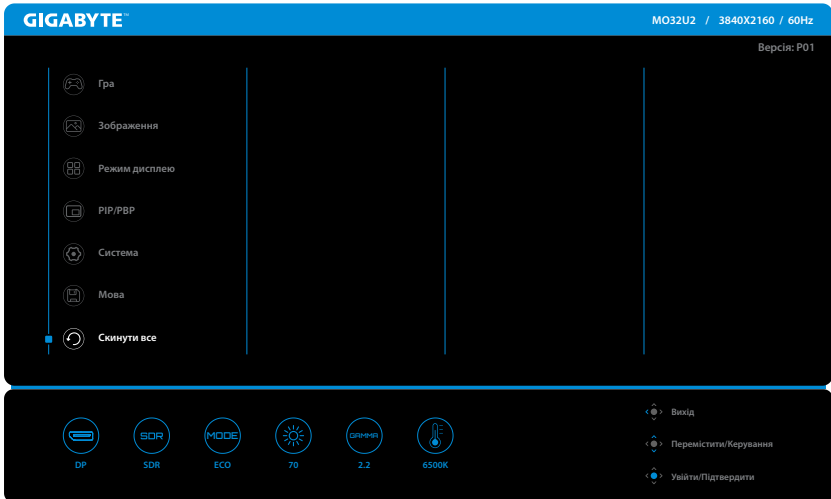 GIGABYTE™
MO32U2 / 3840X2160 / 60Hz
Версія: P01
Гра
Зображення
Режим дисплею
PIP/PBP
Система
Мова
Скинути все
SDR
MODE
GAMMA
DP
SDR
ECO
70
2.2
6500K
Вихід
Перемістити/Керування
Увійти/Підтвердити